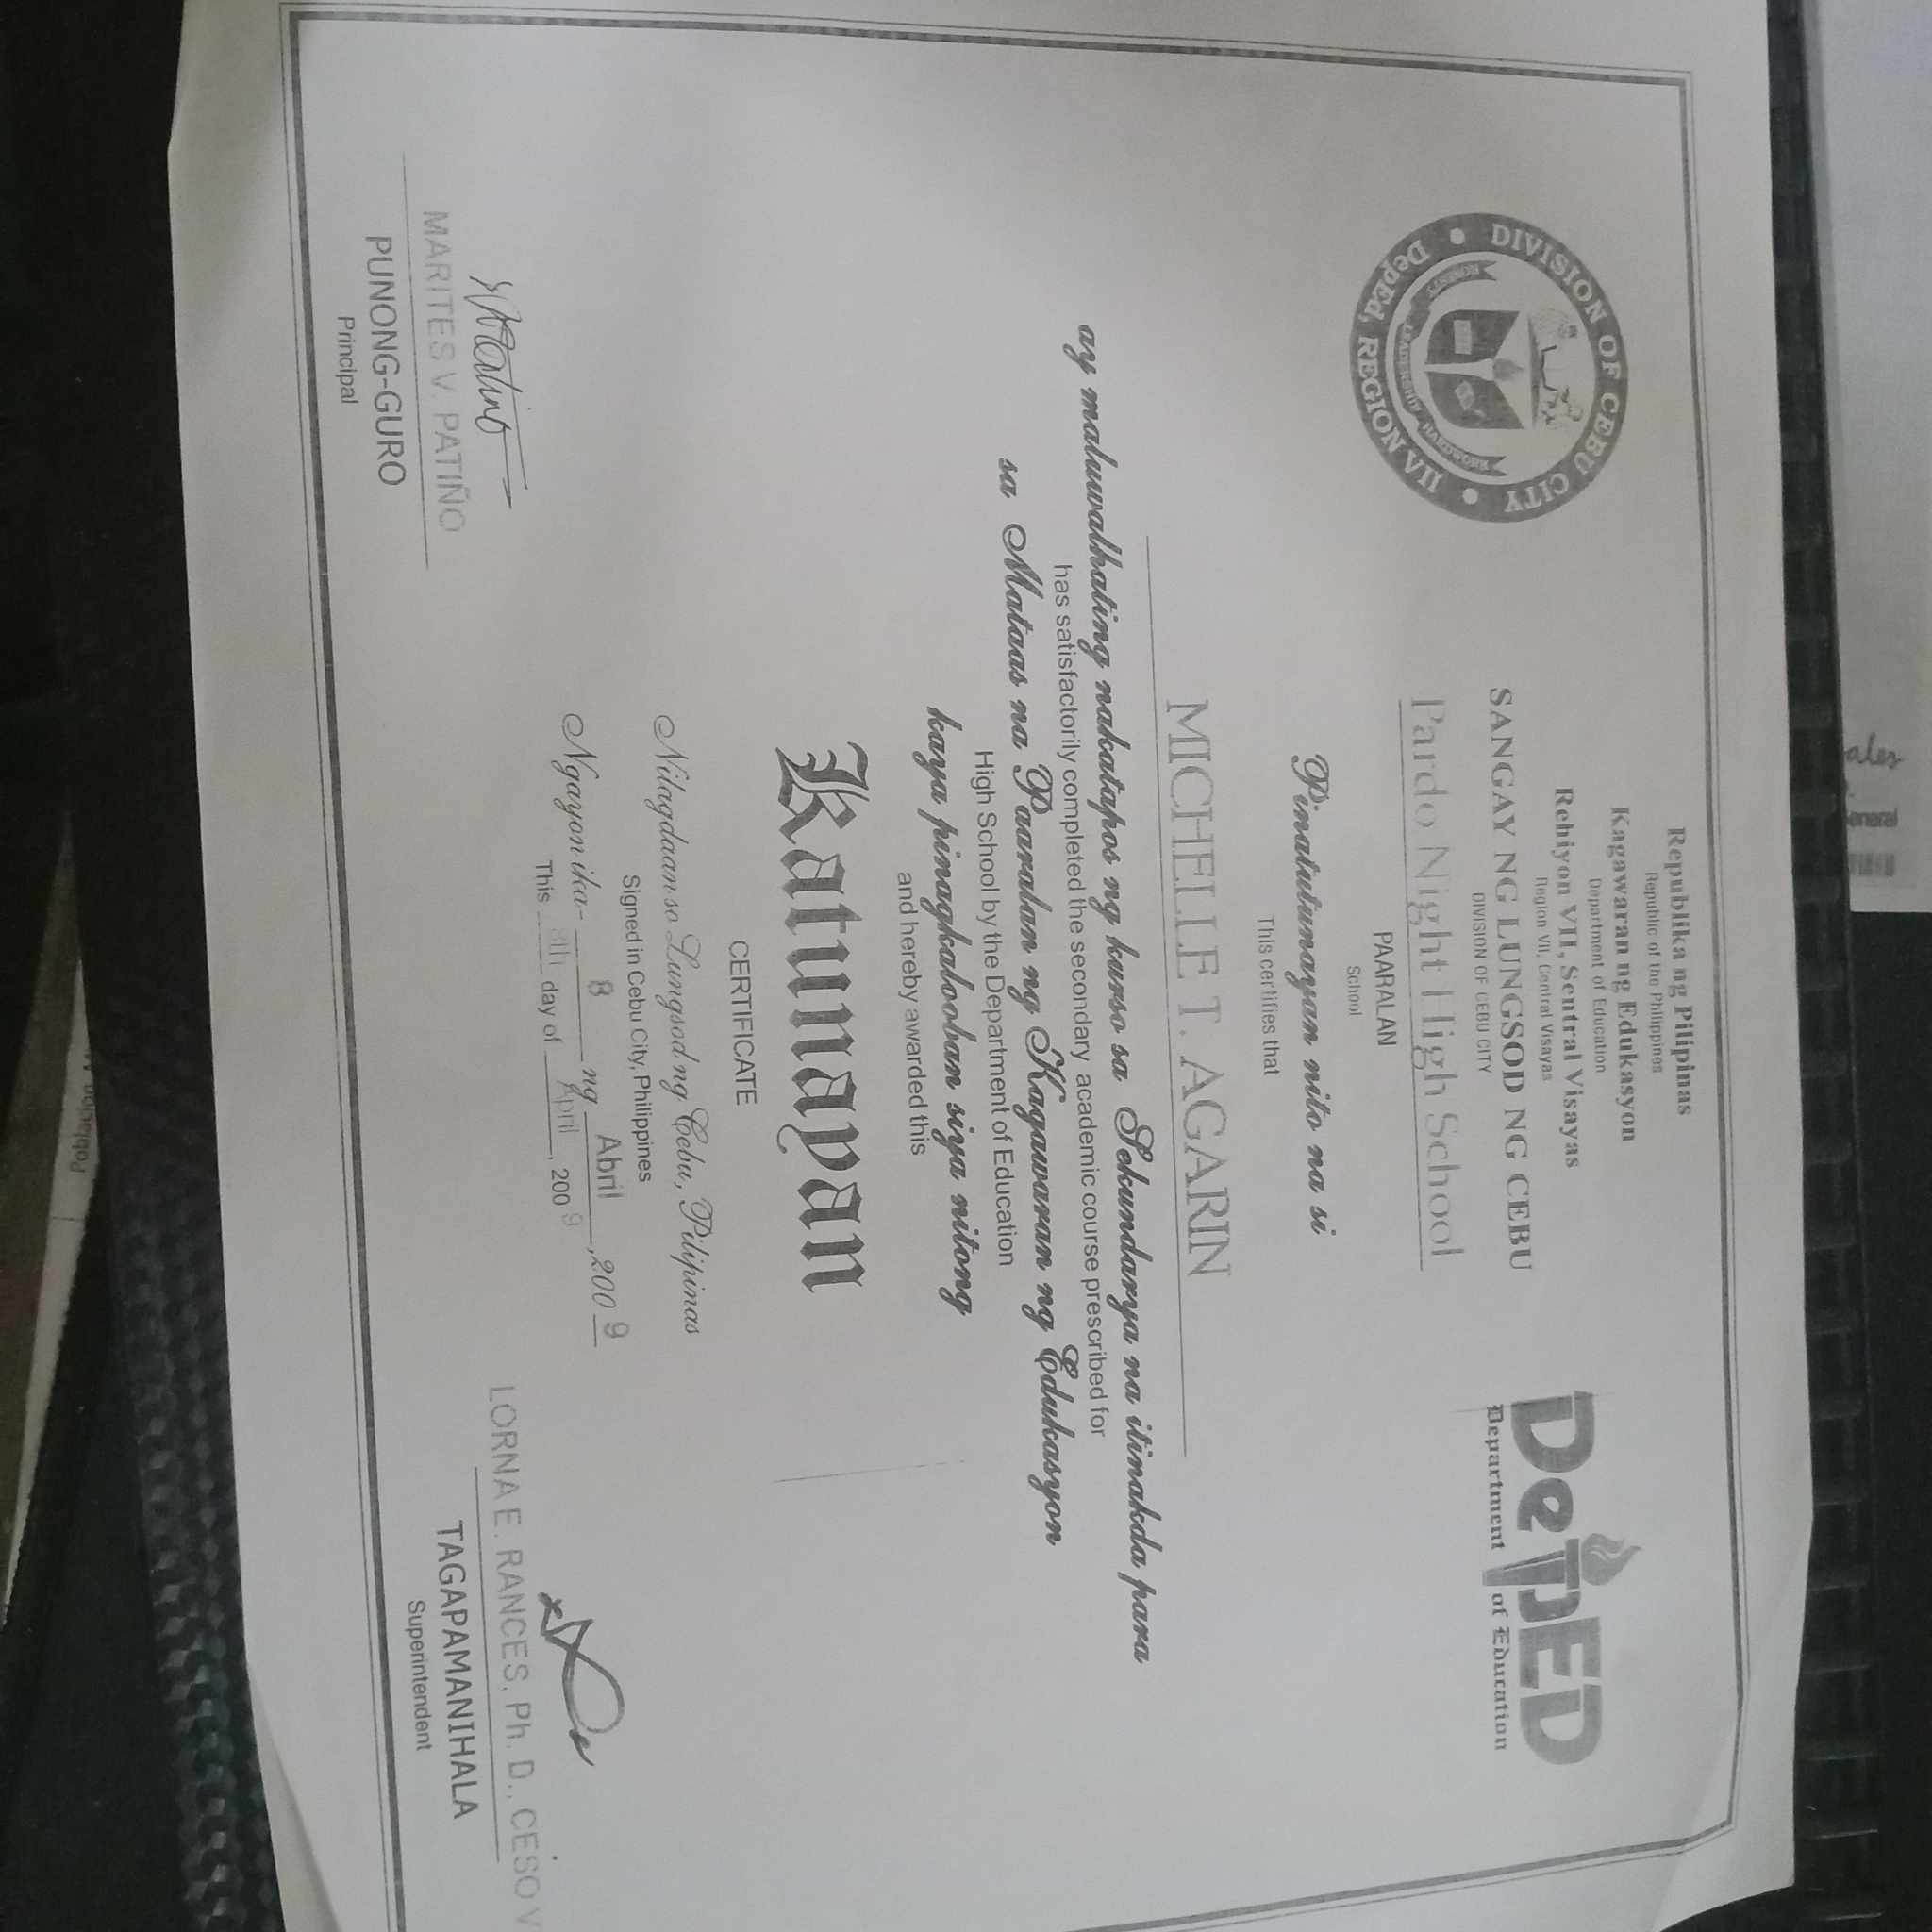 DIVISION OF CEBU CITY
DepEd, REGION VII
HONESTY
LEADERSHIP
HARDWORK
Republika ng Pilipinas
Republic of the Philippines
Kagawaran ng Edukasyon
Department of Education
Rehiyon VII, Sentral Visayas
Region VII, Central Visayas
SANGAY NG LUNGSOD NG CEBU
DIVISION OF CEBU CITY
Pardo Night High School
PAARALAN
School
DepED
Department of Education
Pinatutunayan nito na si
This certifies that
MICHELLE T. AGARIN
ay maluwalhating nakatapos ng kurso sa Sekundarya na itinakda para
has satisfactorily completed the secondary academic course prescribed for
sa Mataas na Paaralan ng Kagawaran ng Edukasyon
High School by the Department of Education
kaya pinagkalooban siya nitong
and hereby awarded this
Katunayan
CERTIFICATE
Nilagdaan sa Lungsod ng Cebu, Pilipinas
Signed in Cebu City, Philippines
Ngayon ika- 8 ng Abril, 2009
This 8th day of April, 2009
MARITES V. PATIÑO
PUNONG-GURO
Principal
LORNA E. RANCES, Ph. D., CESO V
TAGAPAMANIHALA
Superintendent
ales
eneral